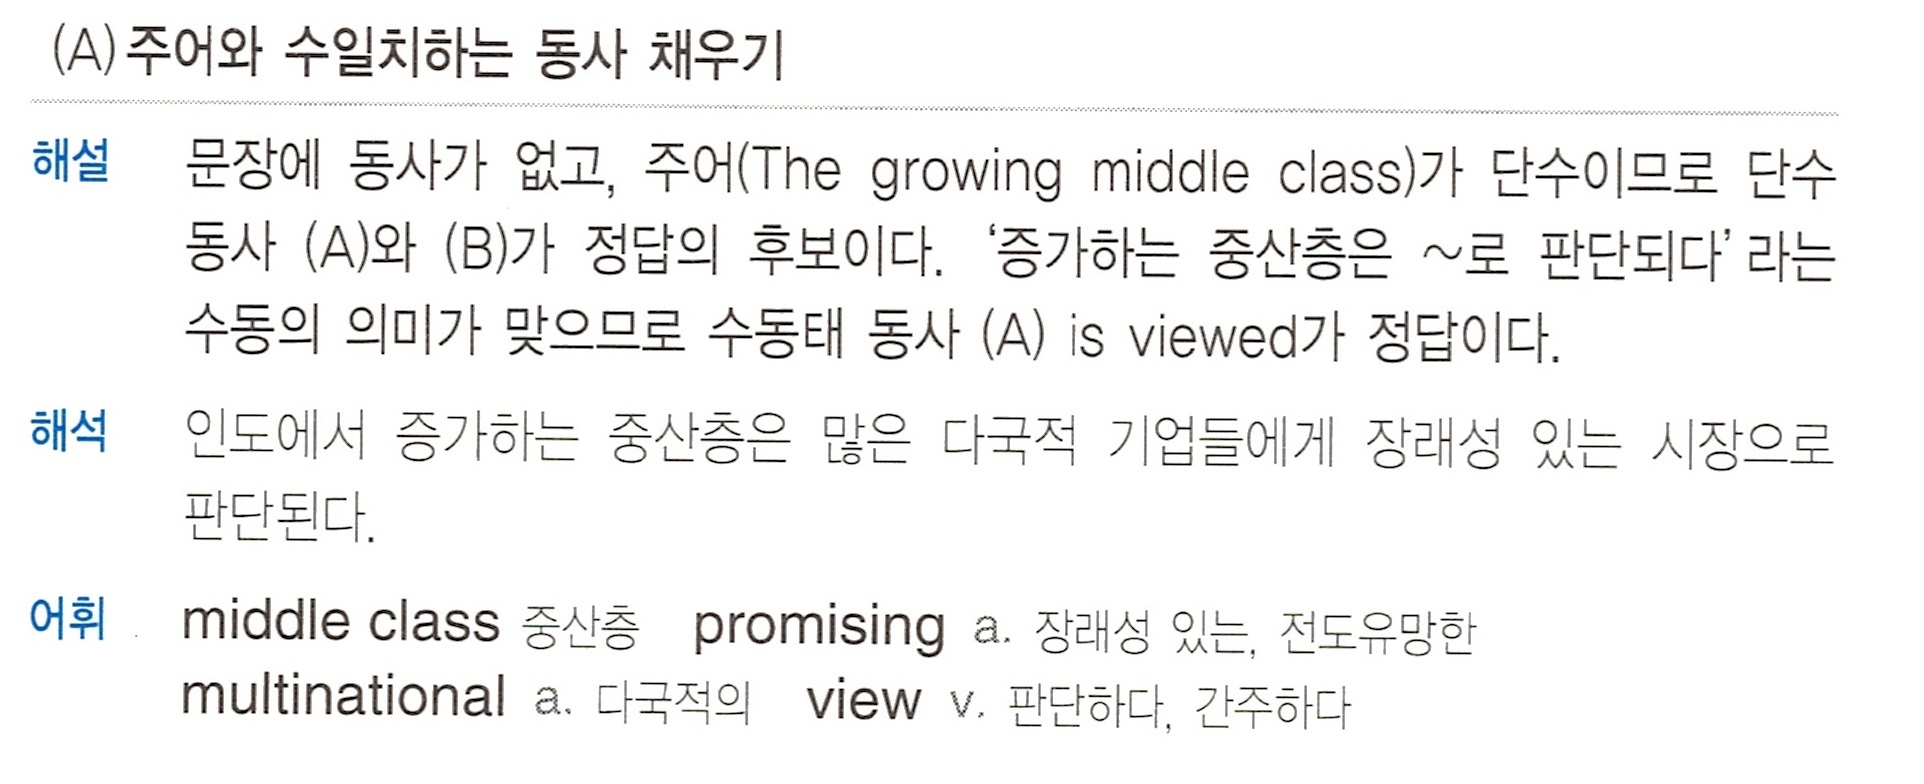 (A) 주어와 수일치하는 동사 채우기
해설 문장에 동사가 없고, 주어(The growing middle class)가 단수이므로 단수
동사 (A)와 (B)가 정답의 후보이다. ‘증가하는 중산층은 ~로 판단되다’라는
수동의 의미가 맞으므로 수동태 동사 (A) is viewed가 정답이다.
해석 인도에서 증가하는 중산층은 많은 다국적 기업들에게 장래성 있는 시장으로
판단된다.
어휘 middle class 중산층 promising a. 장래성 있는, 전도유망한
multinational a. 다국적의 view v. 판단하다, 간주하다